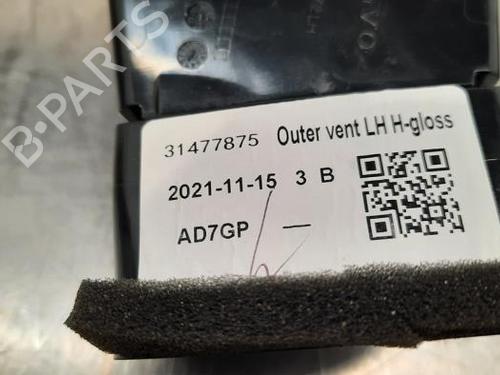 31477875 Outer vent LH H-gloss
2021-11-15 3 B
AD7GP —
B-PARTS